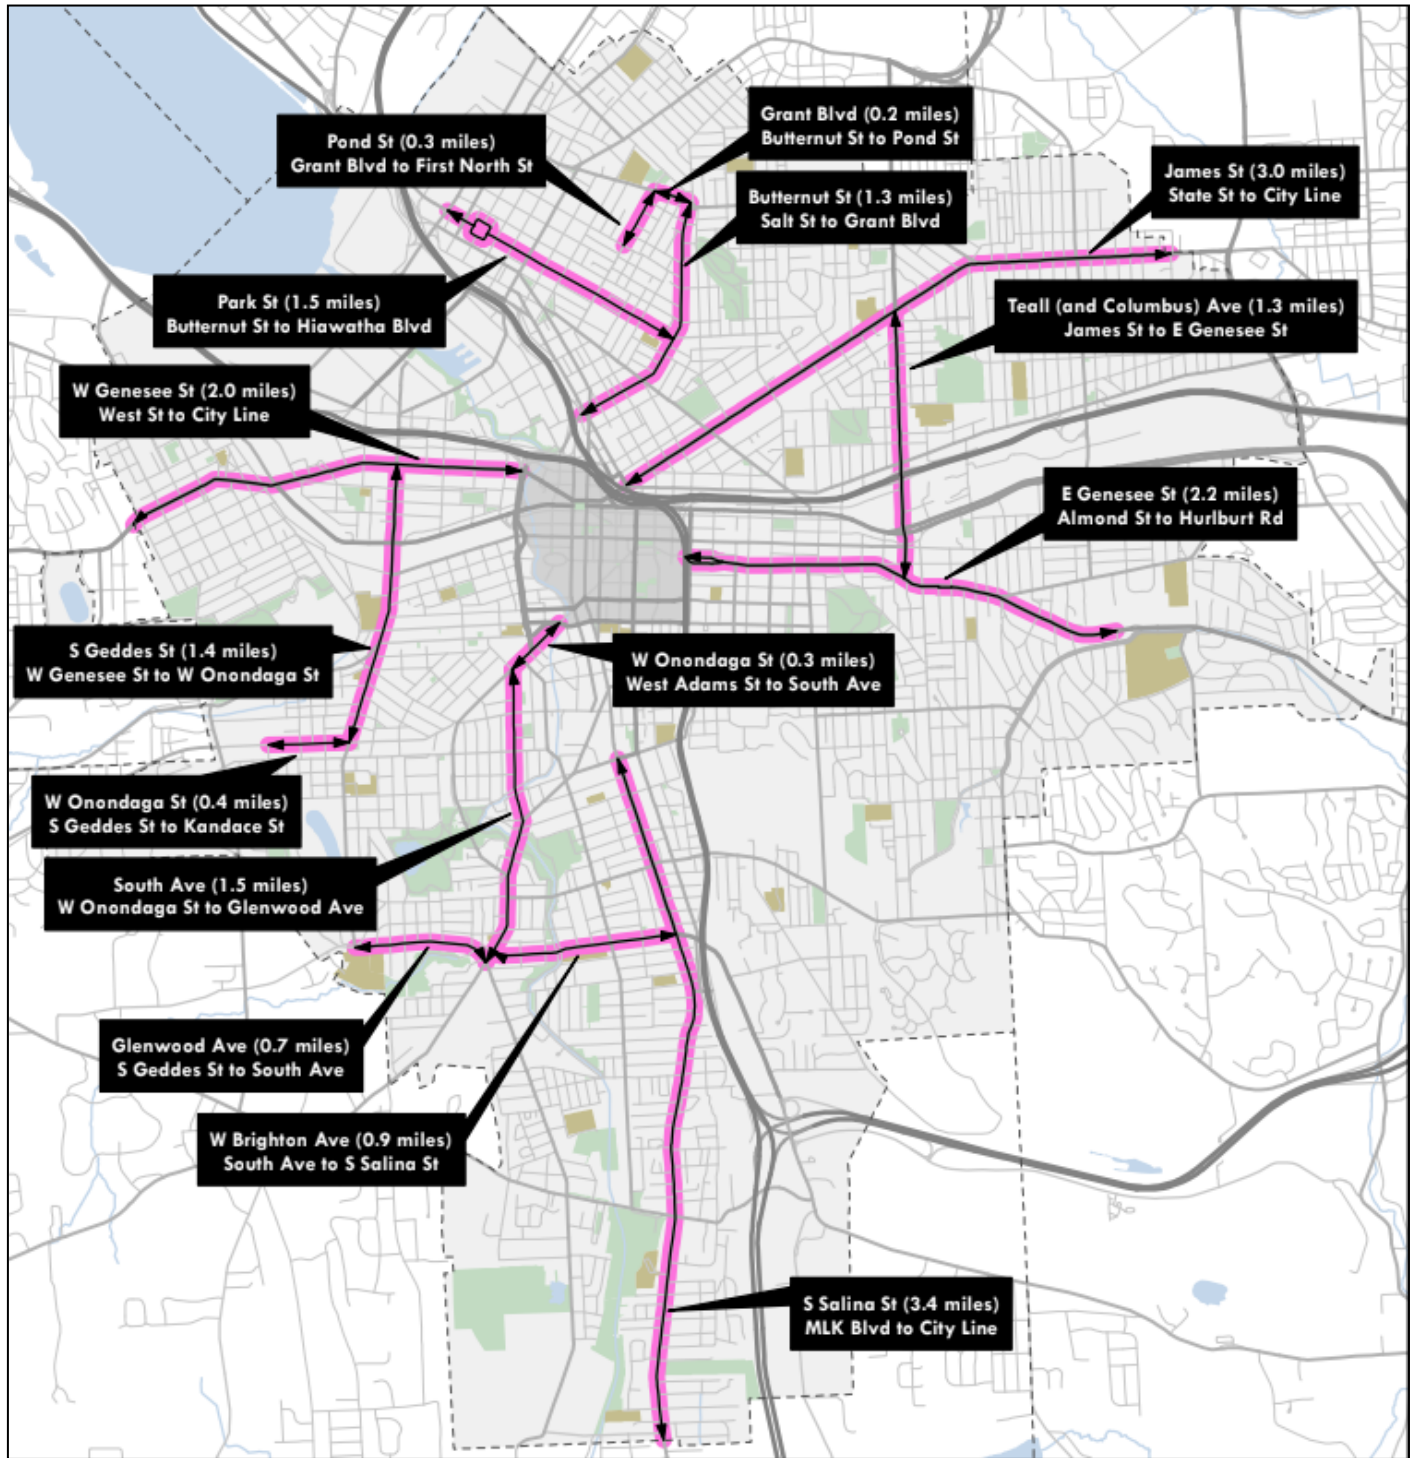 Grant Blvd (0.2 miles)
Butternut St to Pond St
Pond St (0.3 miles)
Grant Blvd to First North St
James St (3.0 miles)
State St to City Line
Butternut St (1.3 miles)
Salt St to Grant Blvd
Park St (1.5 miles)
Butternut St to Hiawatha Blvd
Teall (and Columbus) Ave (1.3 miles)
James St to E Genesee St
W Genesee St (2.0 miles)
West St to City Line
E Genesee St (2.2 miles)
Almond St to Hurlburt Rd
S Geddes St (1.4 miles)
W Genesee St to W Onondaga St
W Onondaga St (0.3 miles)
West Adams St to South Ave
W Onondaga St (0.4 miles)
S Geddes St to Kandace St
South Ave (1.5 miles)
W Onondaga St to Glenwood Ave
Glenwood Ave (0.7 miles)
S Geddes St to South Ave
W Brighton Ave (0.9 miles)
South Ave to S Salina St
S Salina St (3.4 miles)
MLK Blvd to City Line